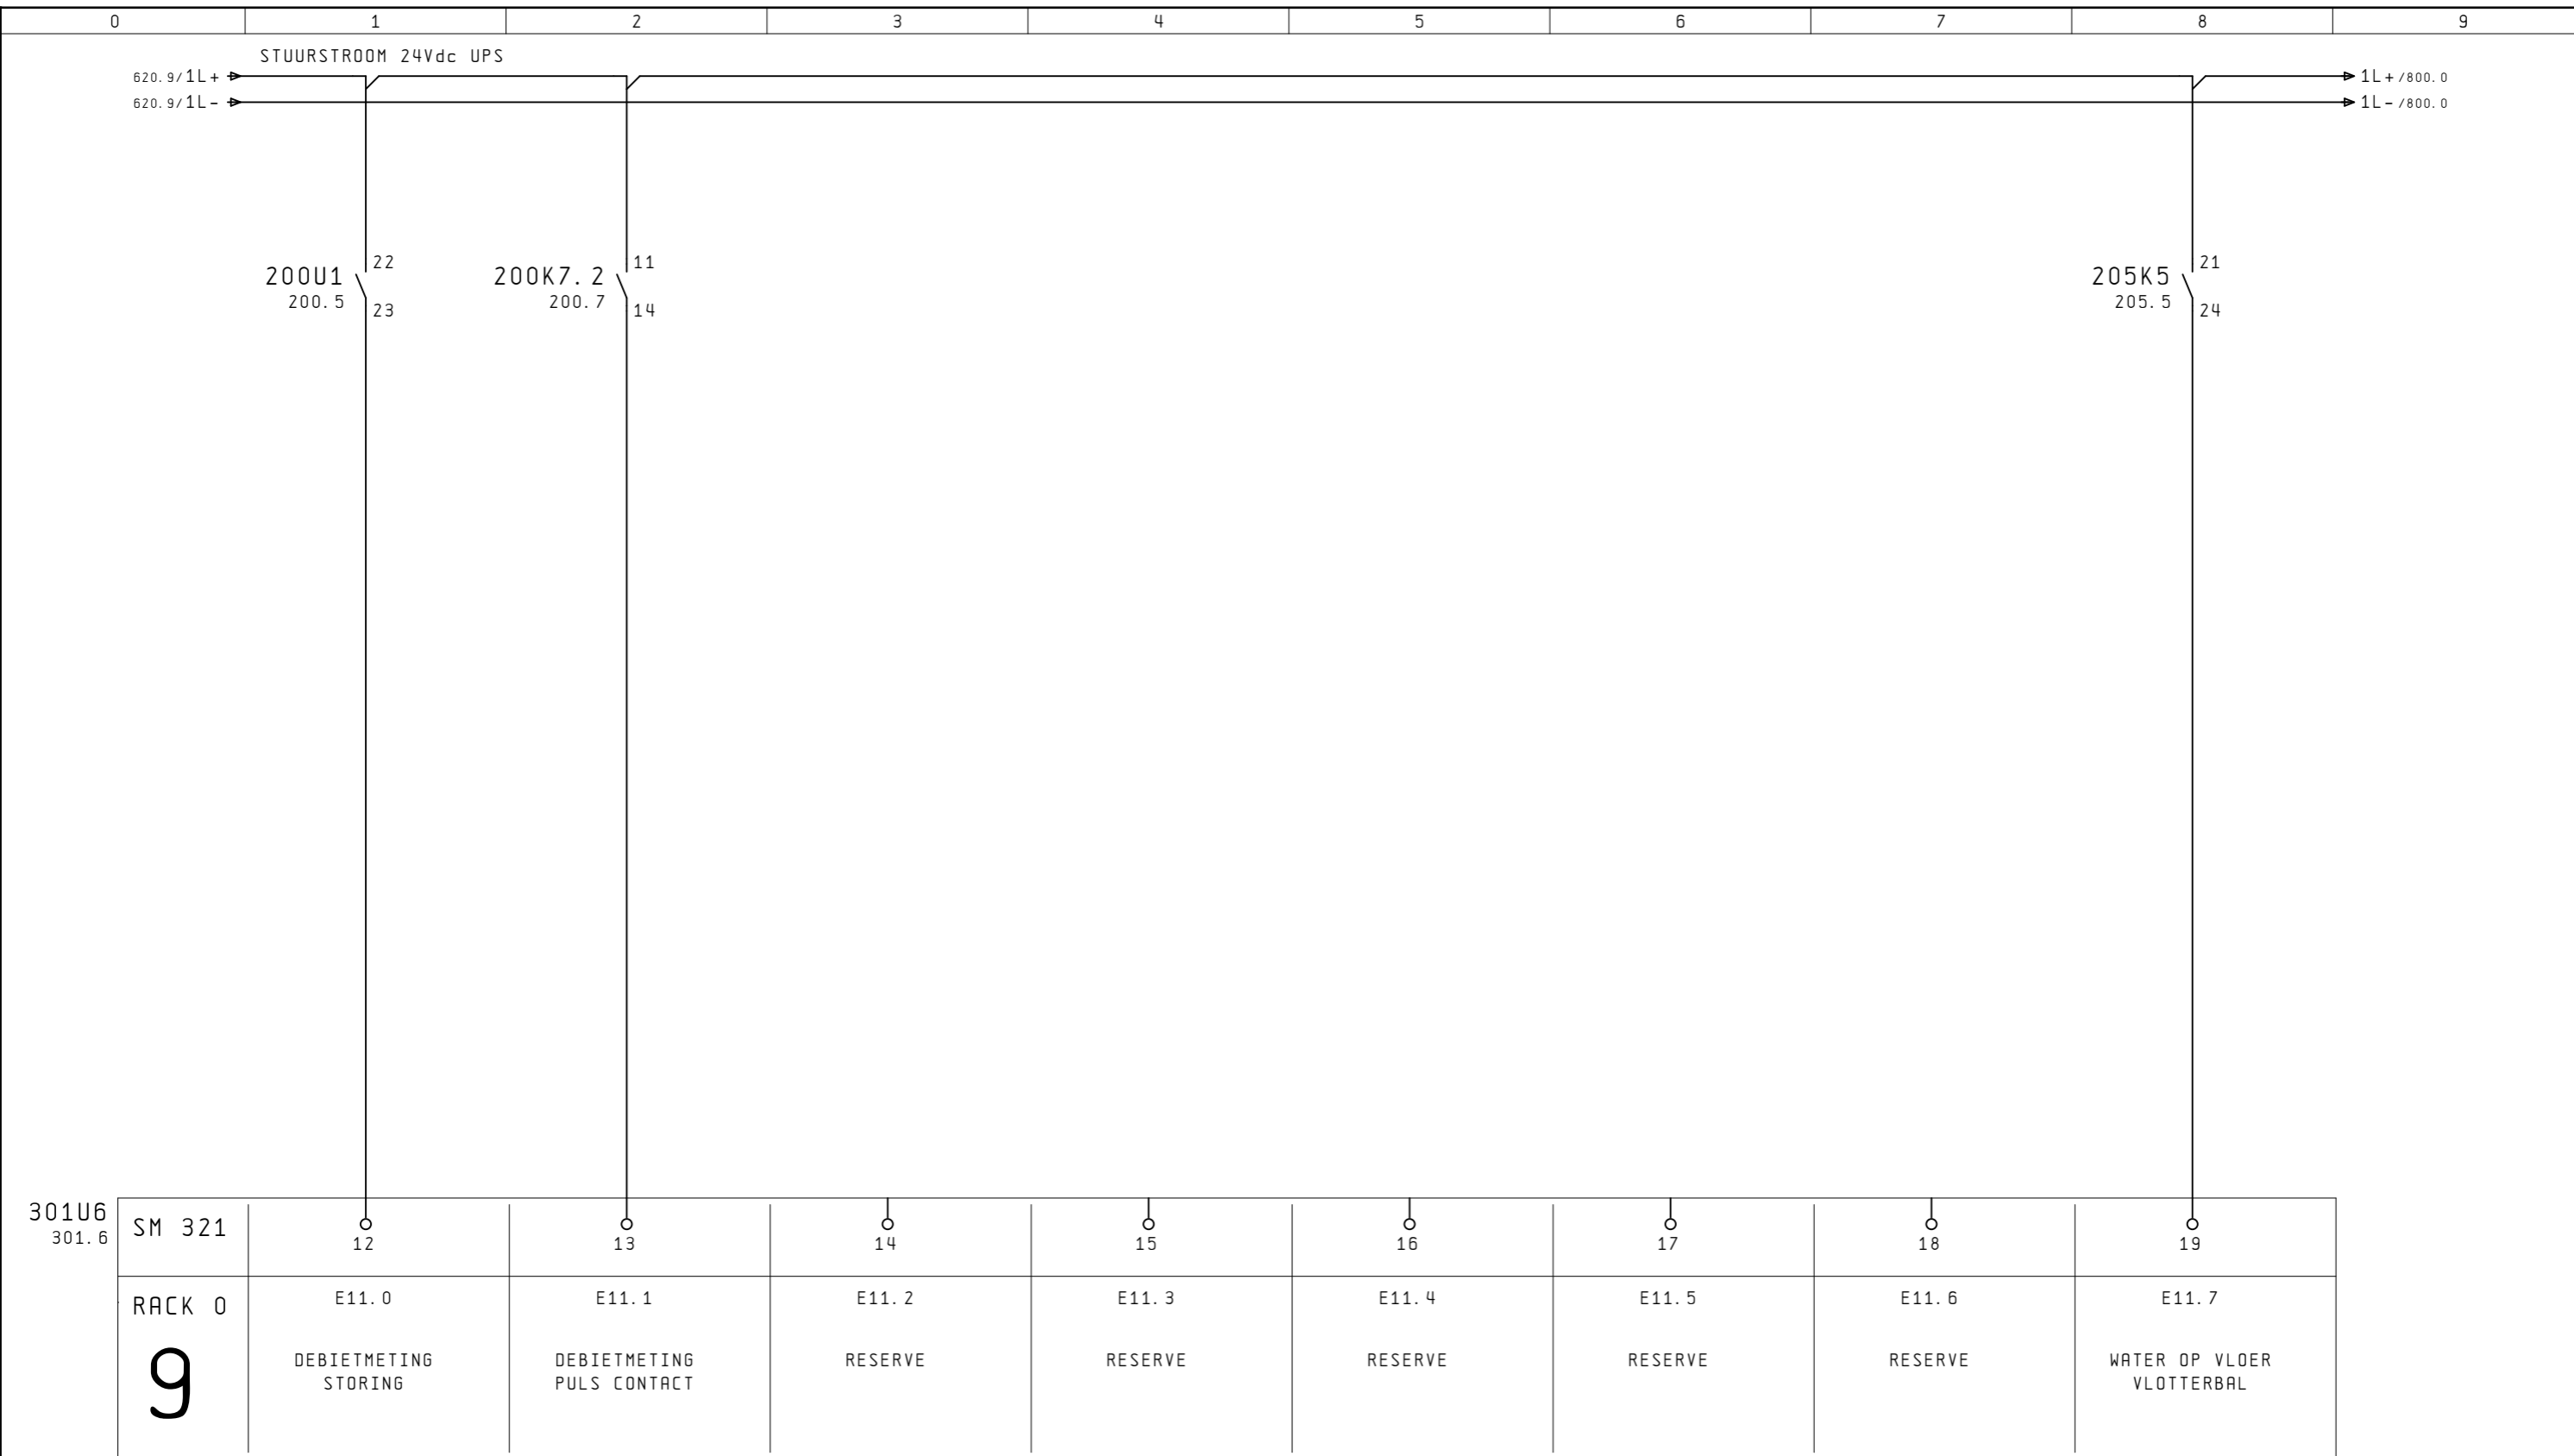 0 1 2 3 4 5 6 7 8 9
STUURSTROOM 24Vdc UPS
620.9/1L+ 1L+/800.0
620.9/1L- 1L-/800.0
22 11 21
200U1 200K7.2 205K5
200.5 200.7 205.5
23 14 24
301U6 SM 321
301.6 12 13 14 15 16 17 18 19
RACK 0 E11.0 E11.1 E11.2 E11.3 E11.4 E11.5 E11.6 E11.7
9
DEBIETMETING DEBIETMETING RESERVE RESERVE RESERVE RESERVE RESERVE WATER OP VLOER
STORING PULS CONTACT VLOTTERBAL